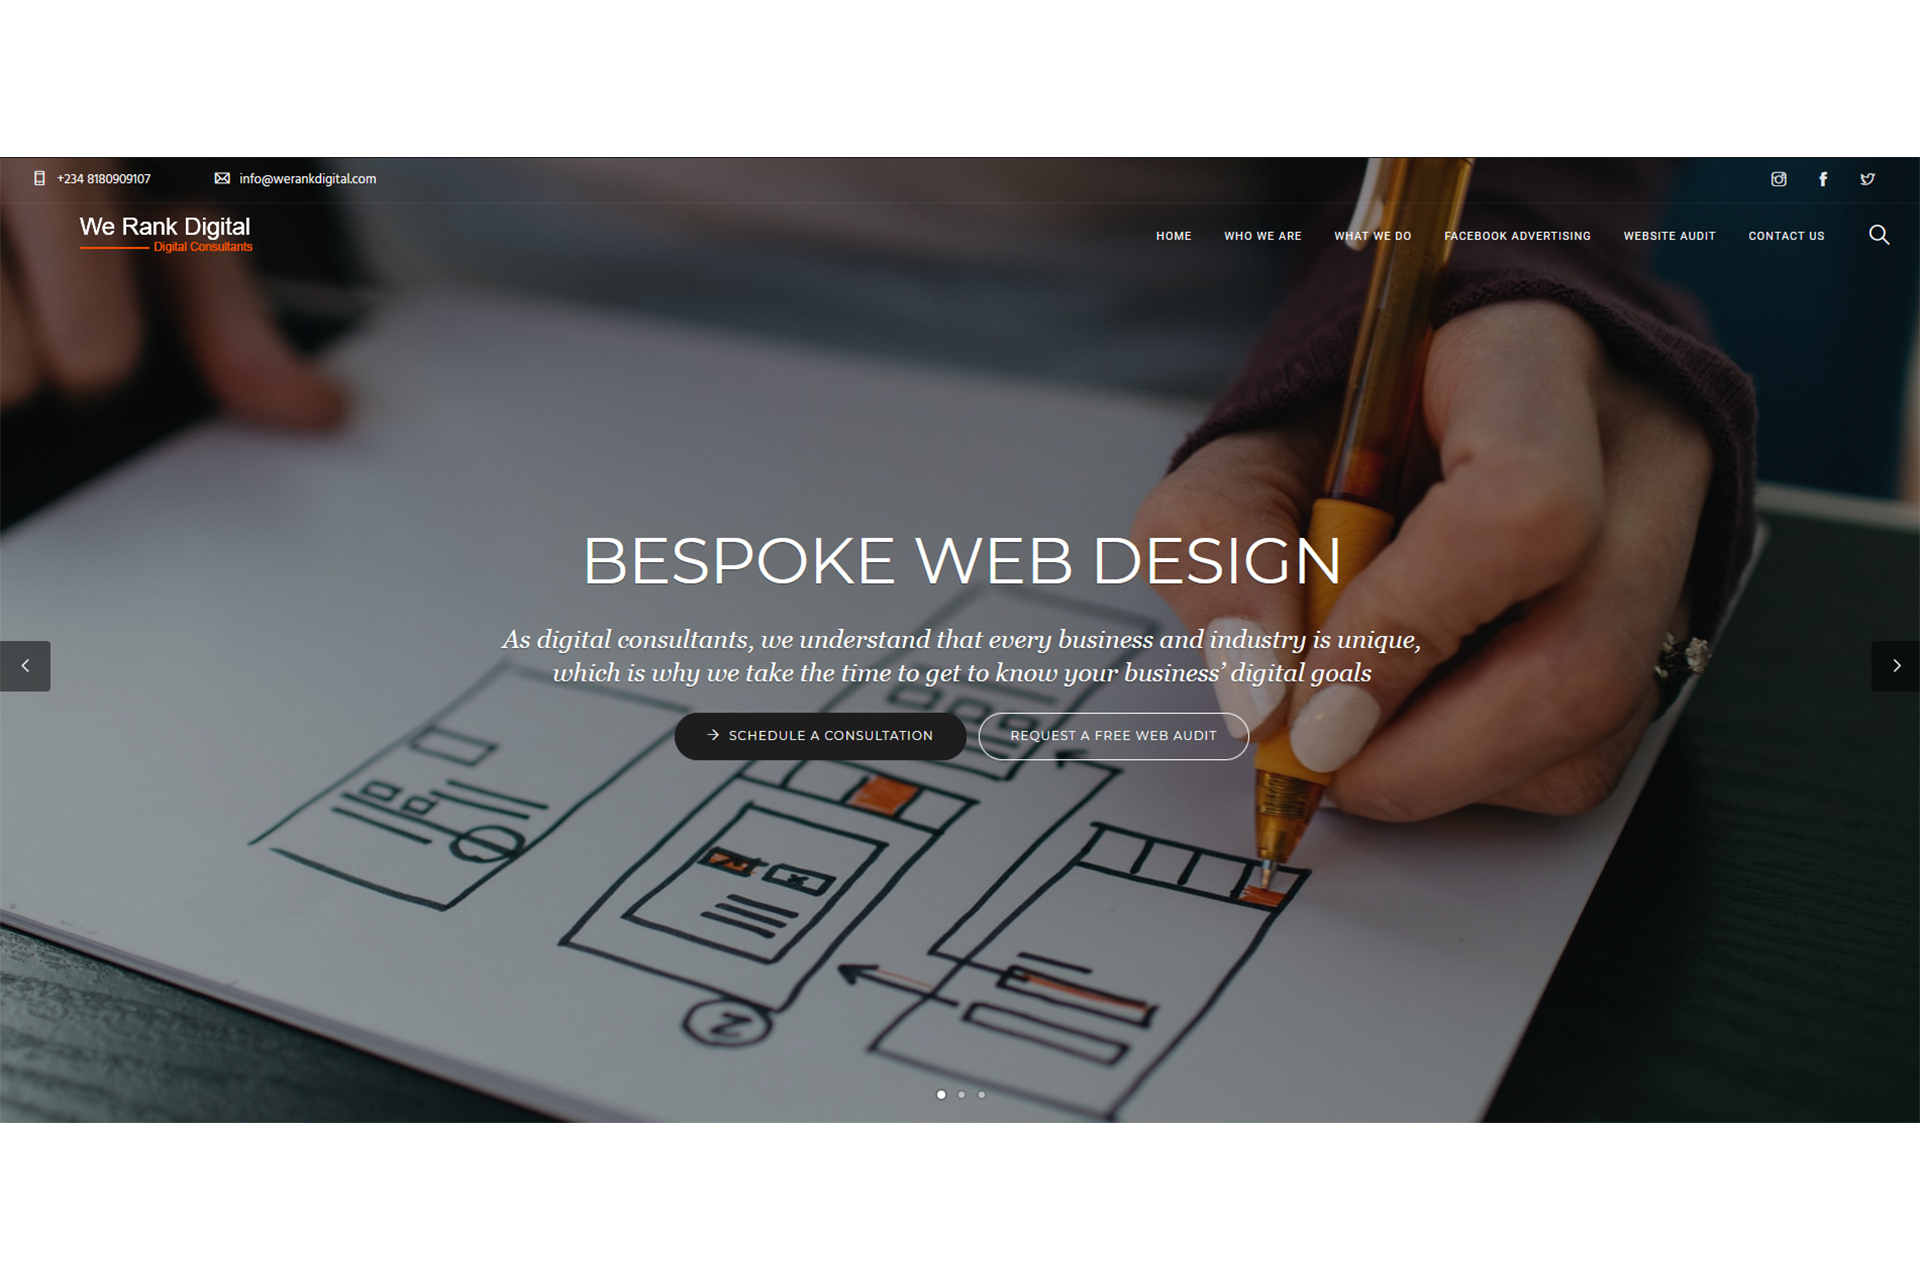 +234 8180909107
info@werankdigital.com
We Rank Digital
Digital Consultants
HOME
WHO WE ARE
WHAT WE DO
FACEBOOK ADVERTISING
WEBSITE AUDIT
CONTACT US
BESPOKE WEB DESIGN
As digital consultants, we understand that every business and industry is unique,
which is why we take the time to get to know your business’ digital goals
SCHEDULE A CONSULTATION
REQUEST A FREE WEB AUDIT
2